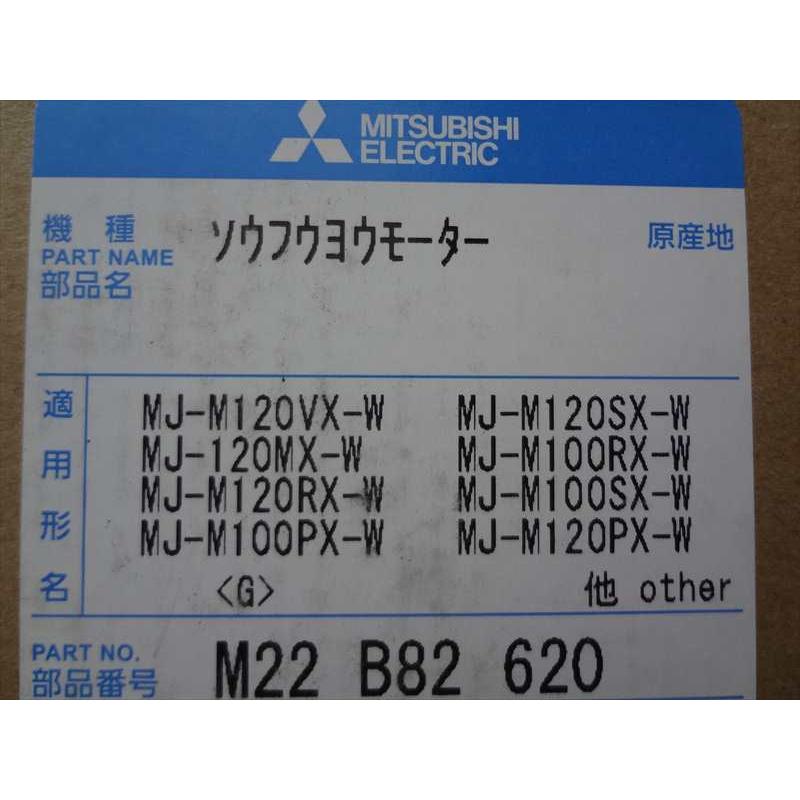 MITSUBISHI
ELECTRIC
機種 ソウフウヨウモーター 原産地
PART NAME
部品名
適用形名
MJ-M120VX-W MJ-M120SX-W
MJ-120MX-W MJ-M100RX-W
MJ-M120RX-W MJ-M100SX-W
MJ-M100PX-W MJ-M120PX-W
<G> 他 other
PART NO.
部品番号 M22 B82 620